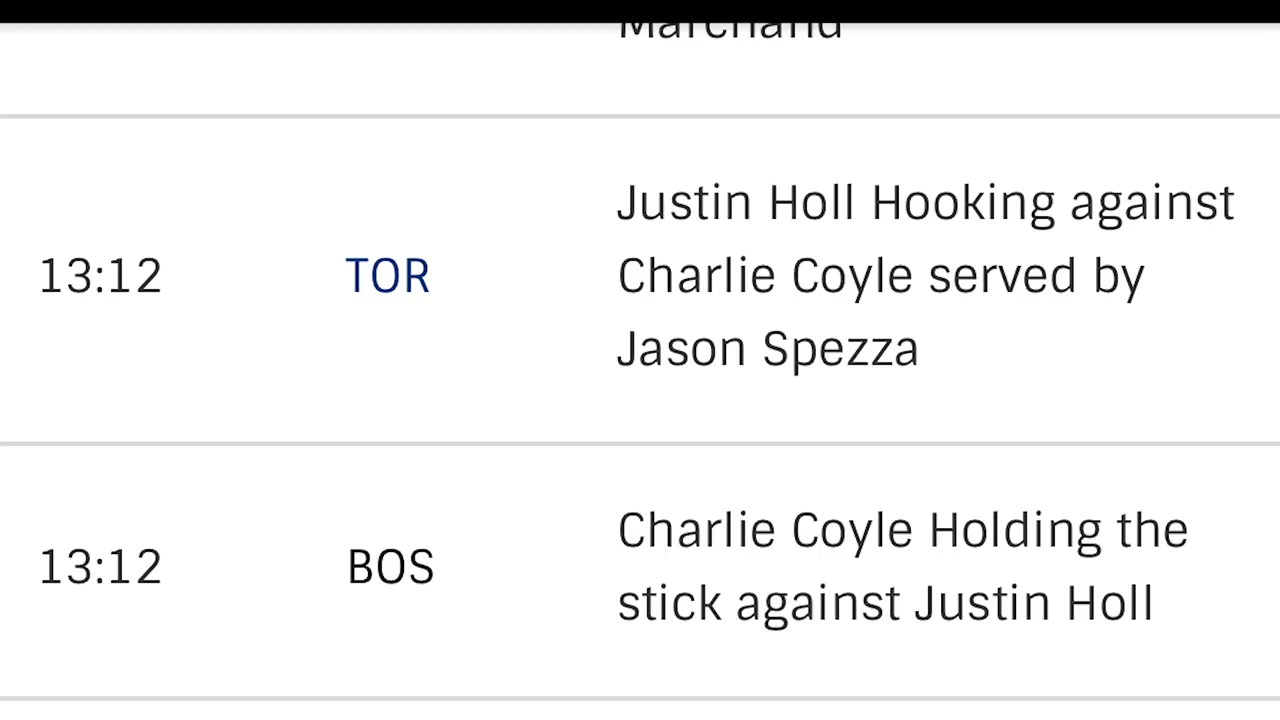 Marchand
13:12
TOR
Justin Holl Hooking against
Charlie Coyle served by
Jason Spezza
13:12
BOS
Charlie Coyle Holding the
stick against Justin Holl